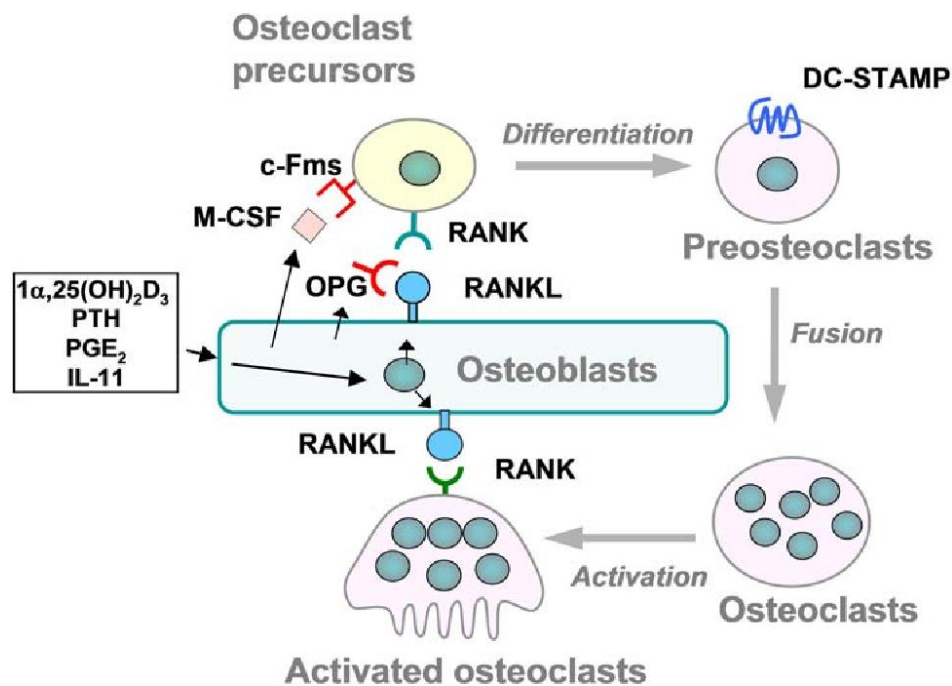 Osteoclast
precursors
DC-STAMP
Differentiation
c-Fms
M-CSF
RANK
Preosteoclasts
OPG
RANKL
1α,25(OH)₂D₃
PTH
PGE₂
IL-11
Fusion
Osteoblasts
RANKL
RANK
Activation
Osteoclasts
Activated osteoclasts